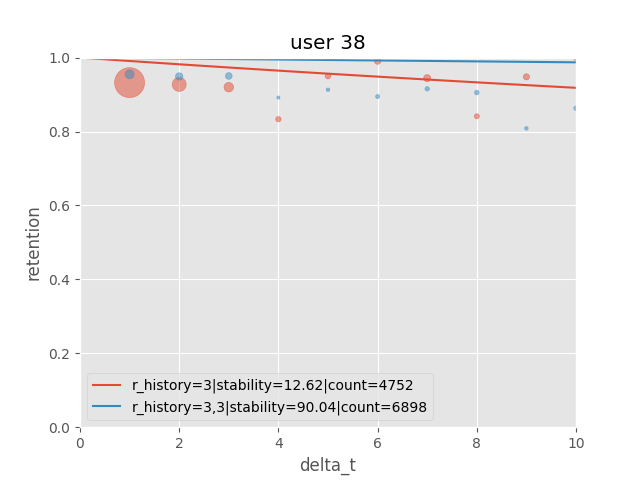 user 38
1.0
0.8
0.6
0.4
0.2
0.0
retention
r_history=3|stability=12.62|count=4752
r_history=3,3|stability=90.04|count=6898
0 2 4 6 8 10
delta_t